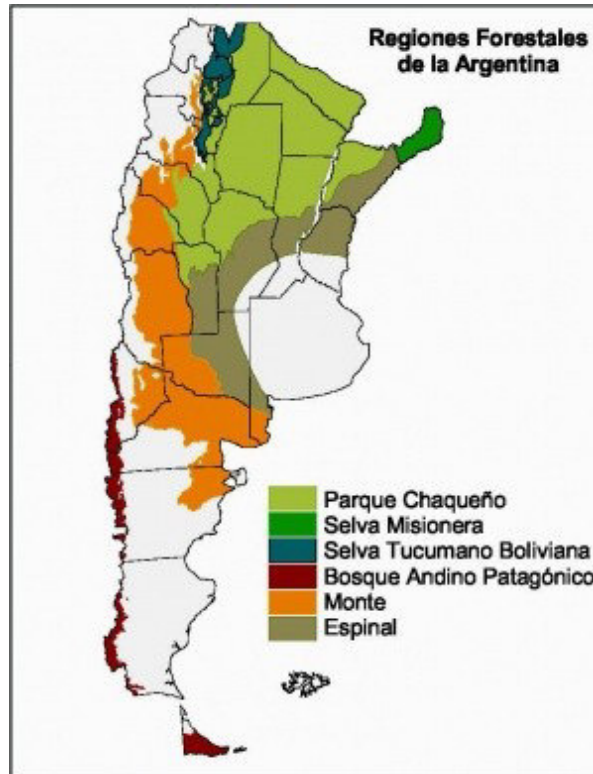 Regiones Forestales
de la Argentina
Parque Chaqueño
Selva Misionera
Selva Tucumano Boliviana
Bosque Andino Patagónico
Monte
Espinal